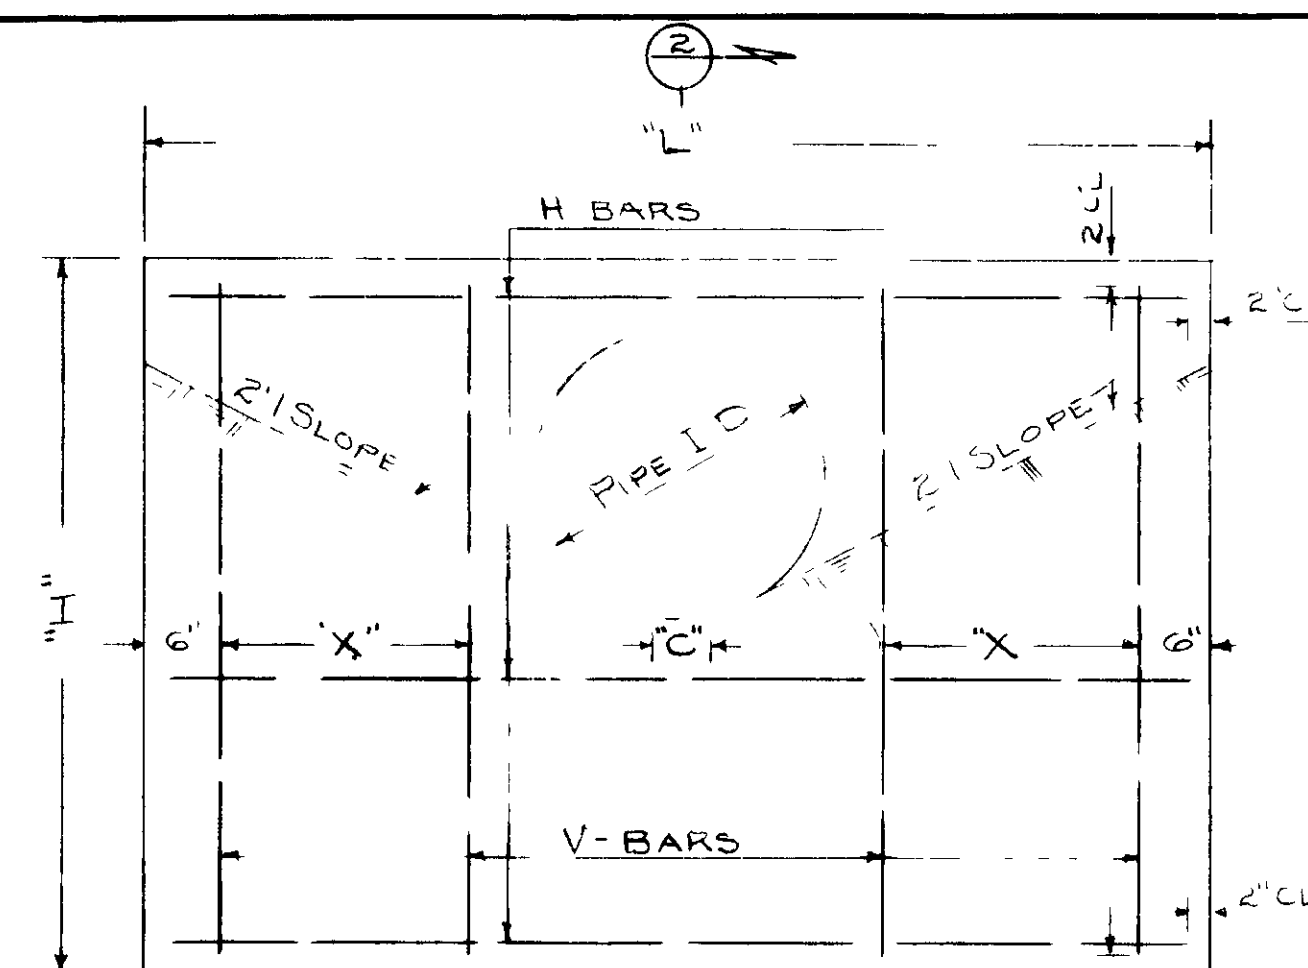 2
"L"
H BARS
2 CL
2" C
2:1 SLOPE
PIPE I D
2 1 SLOPE
"H"
6"
"X"
"C"
"X
6"
V-BARS
2" CL